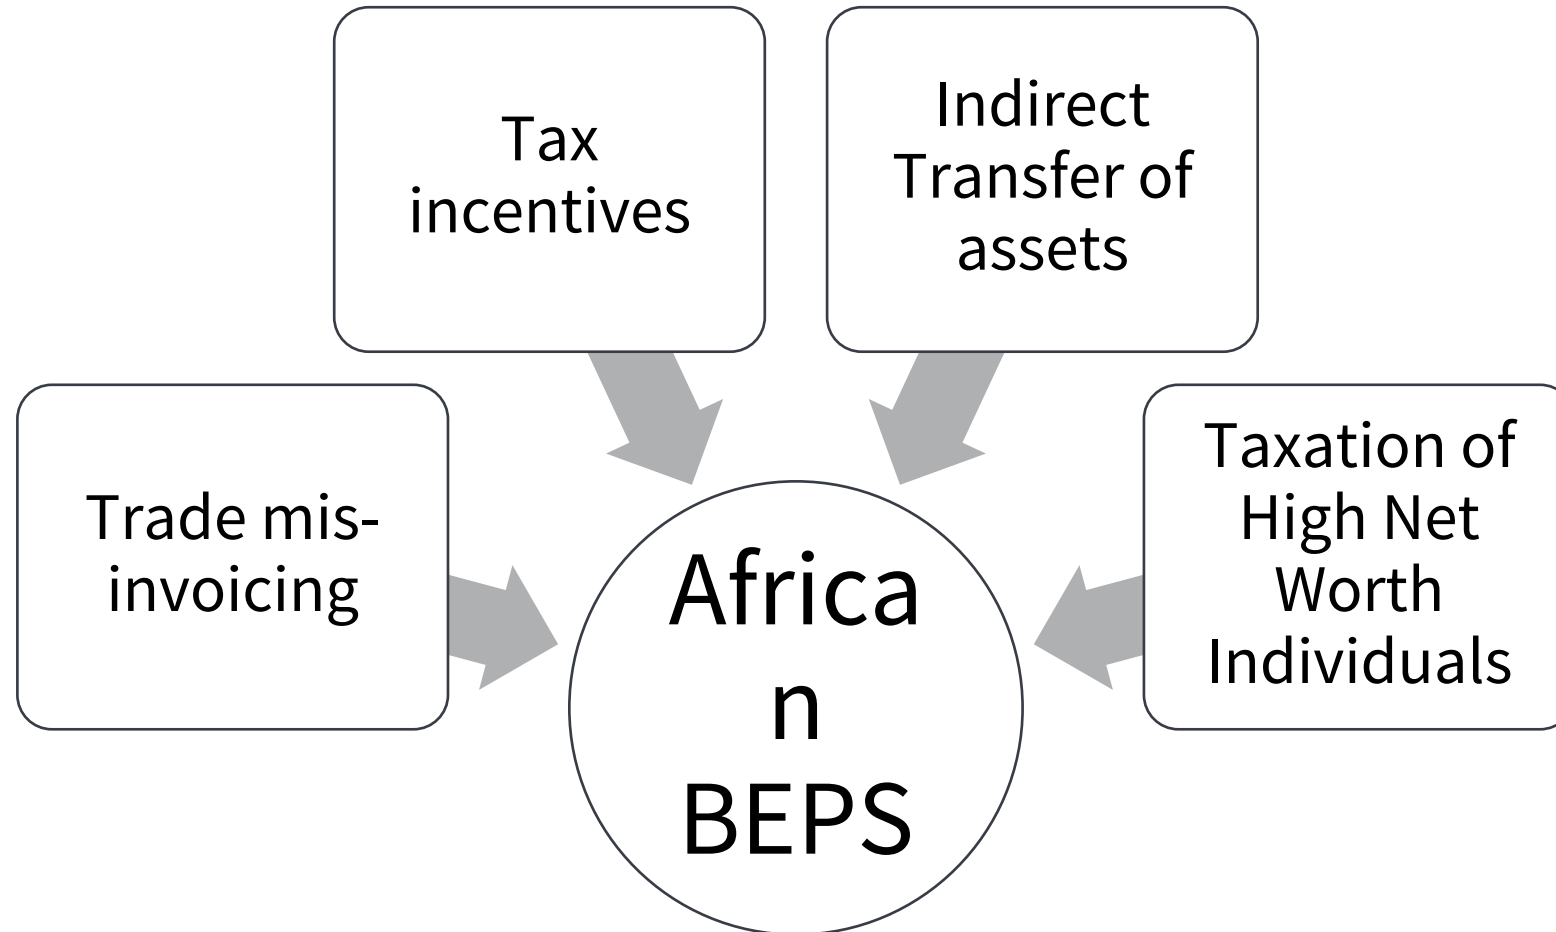 Tax
incentives
Indirect
Transfer of
assets
Trade mis-
invoicing
Taxation of
High Net
Worth
Individuals
Africa
n
BEPS